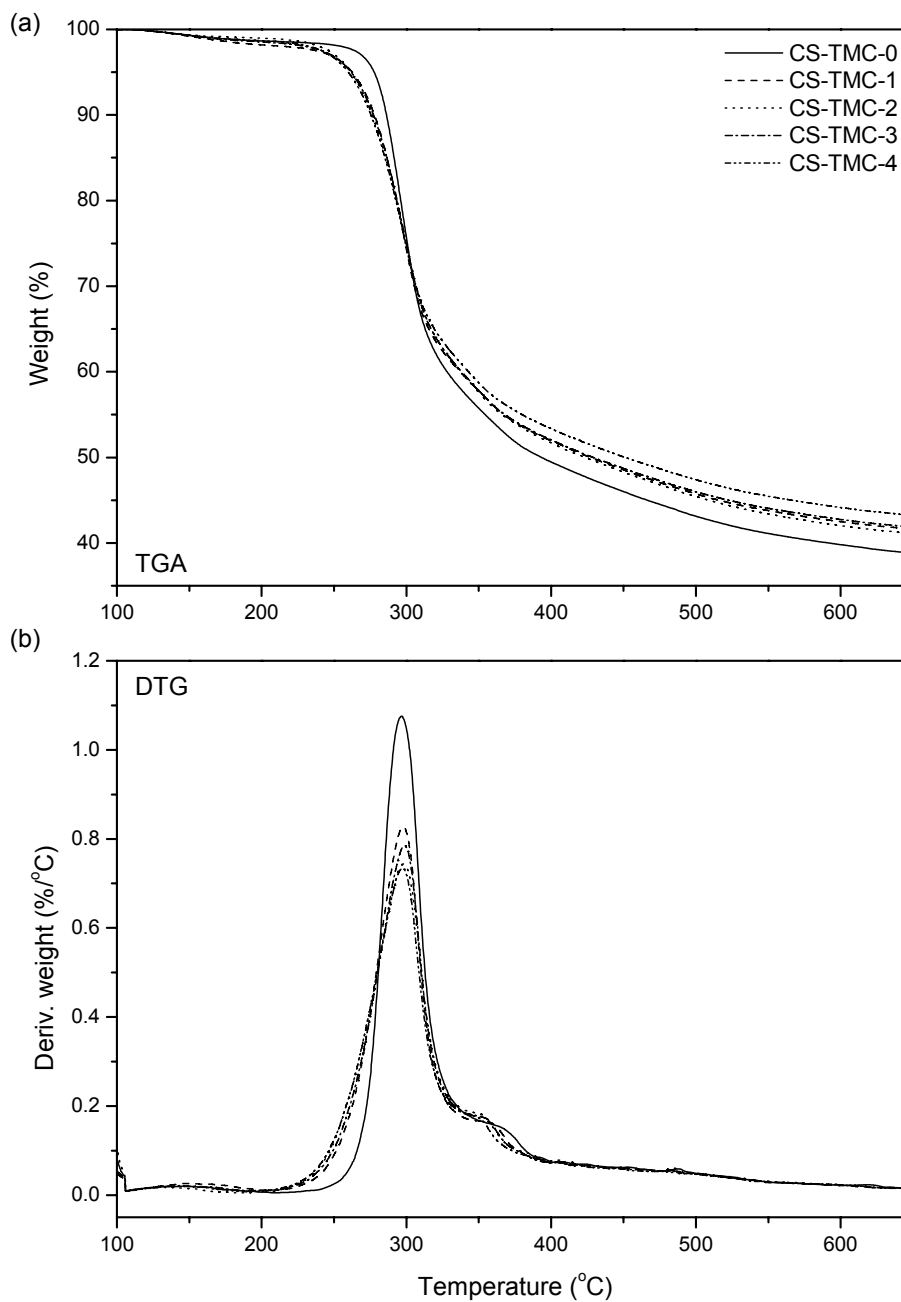 (a)
100
90
80
70
60
50
40
Weight (%)
CS-TMC-0
CS-TMC-1
CS-TMC-2
CS-TMC-3
CS-TMC-4
TGA
100 200 300 400 500 600
(b)
1.2
1.0
0.8
0.6
0.4
0.2
0.0
Deriv. weight (%/°C)
DTG
100 200 300 400 500 600
Temperature (°C)